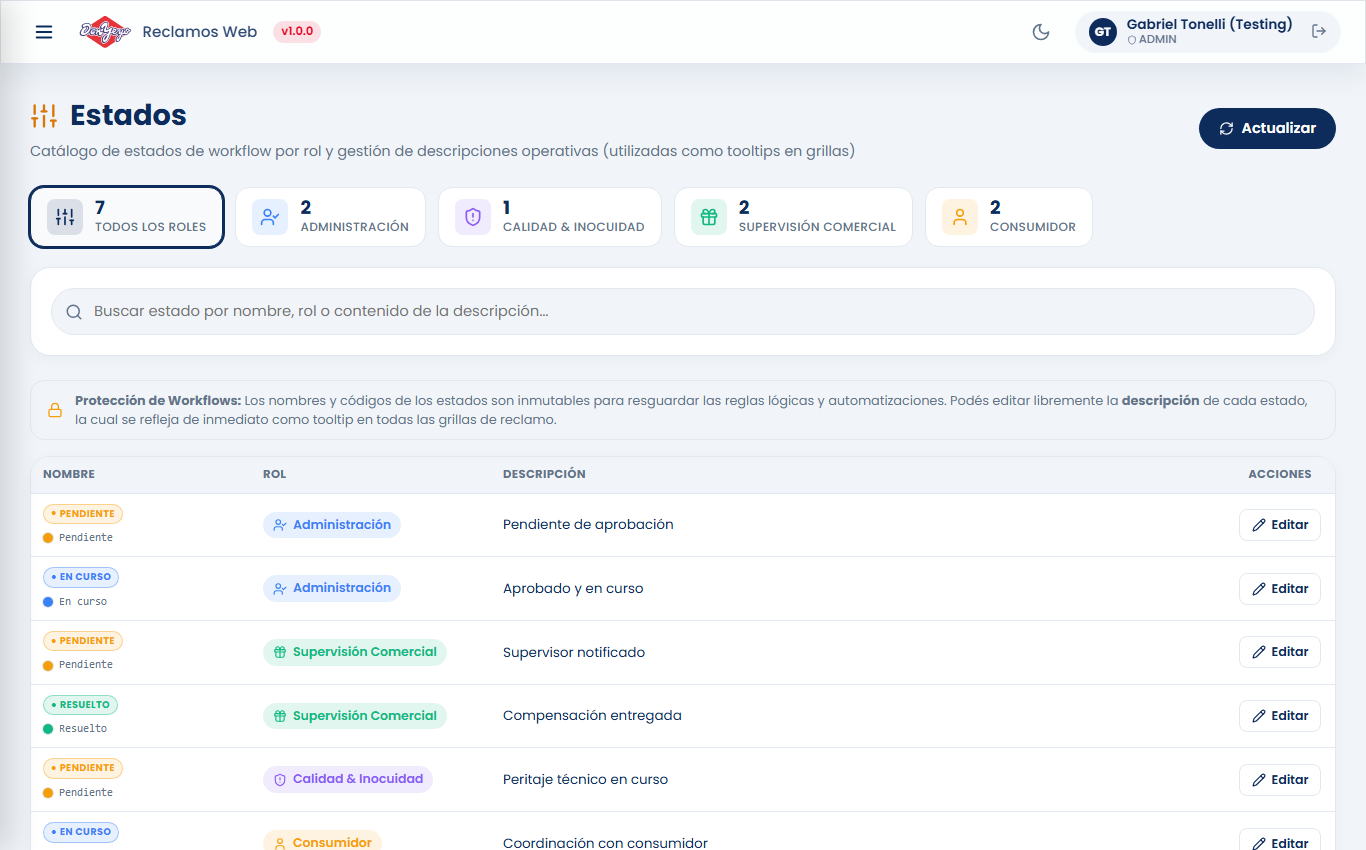 Reclamos Web
v1.0.0
GT
Gabriel Tonelli (Testing)
ADMIN
Estados
Catálogo de estados de workflow por rol y gestión de descripciones operativas (utilizadas como tooltips en grillas)
Actualizar
7
TODOS LOS ROLES
2
ADMINISTRACIÓN
1
CALIDAD & INOCUIDAD
2
SUPERVISIÓN COMERCIAL
2
CONSUMIDOR
Buscar estado por nombre, rol o contenido de la descripción...
Protección de Workflows: Los nombres y códigos de los estados son inmutables para resguardar las reglas lógicas y automatizaciones. Podés editar libremente la descripción de cada estado,
la cual se refleja de inmediato como tooltip en todas las grillas de reclamo.
NOMBRE ROL DESCRIPCIÓN ACCIONES
• PENDIENTE
Pendiente
Administración
Pendiente de aprobación
Editar
• EN CURSO
En curso
Administración
Aprobado y en curso
Editar
• PENDIENTE
Pendiente
Supervisión Comercial
Supervisor notificado
Editar
• RESUELTO
Resuelto
Supervisión Comercial
Compensación entregada
Editar
• PENDIENTE
Pendiente
Calidad & Inocuidad
Peritaje técnico en curso
Editar
• EN CURSO
Consumidor
Coordinación con consumidor
Editar